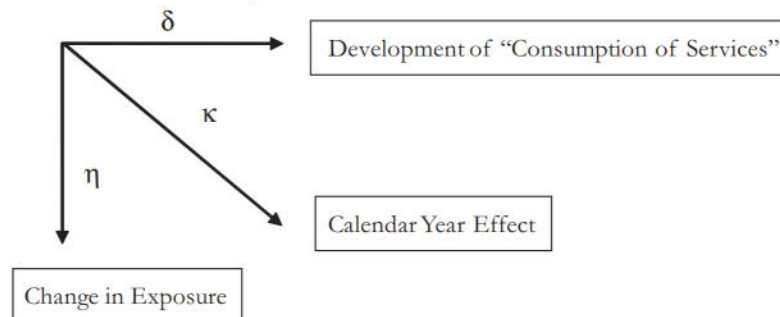 δ
Development of “Consumption of Services”
κ
η
Calendar Year Effect
Change in Exposure